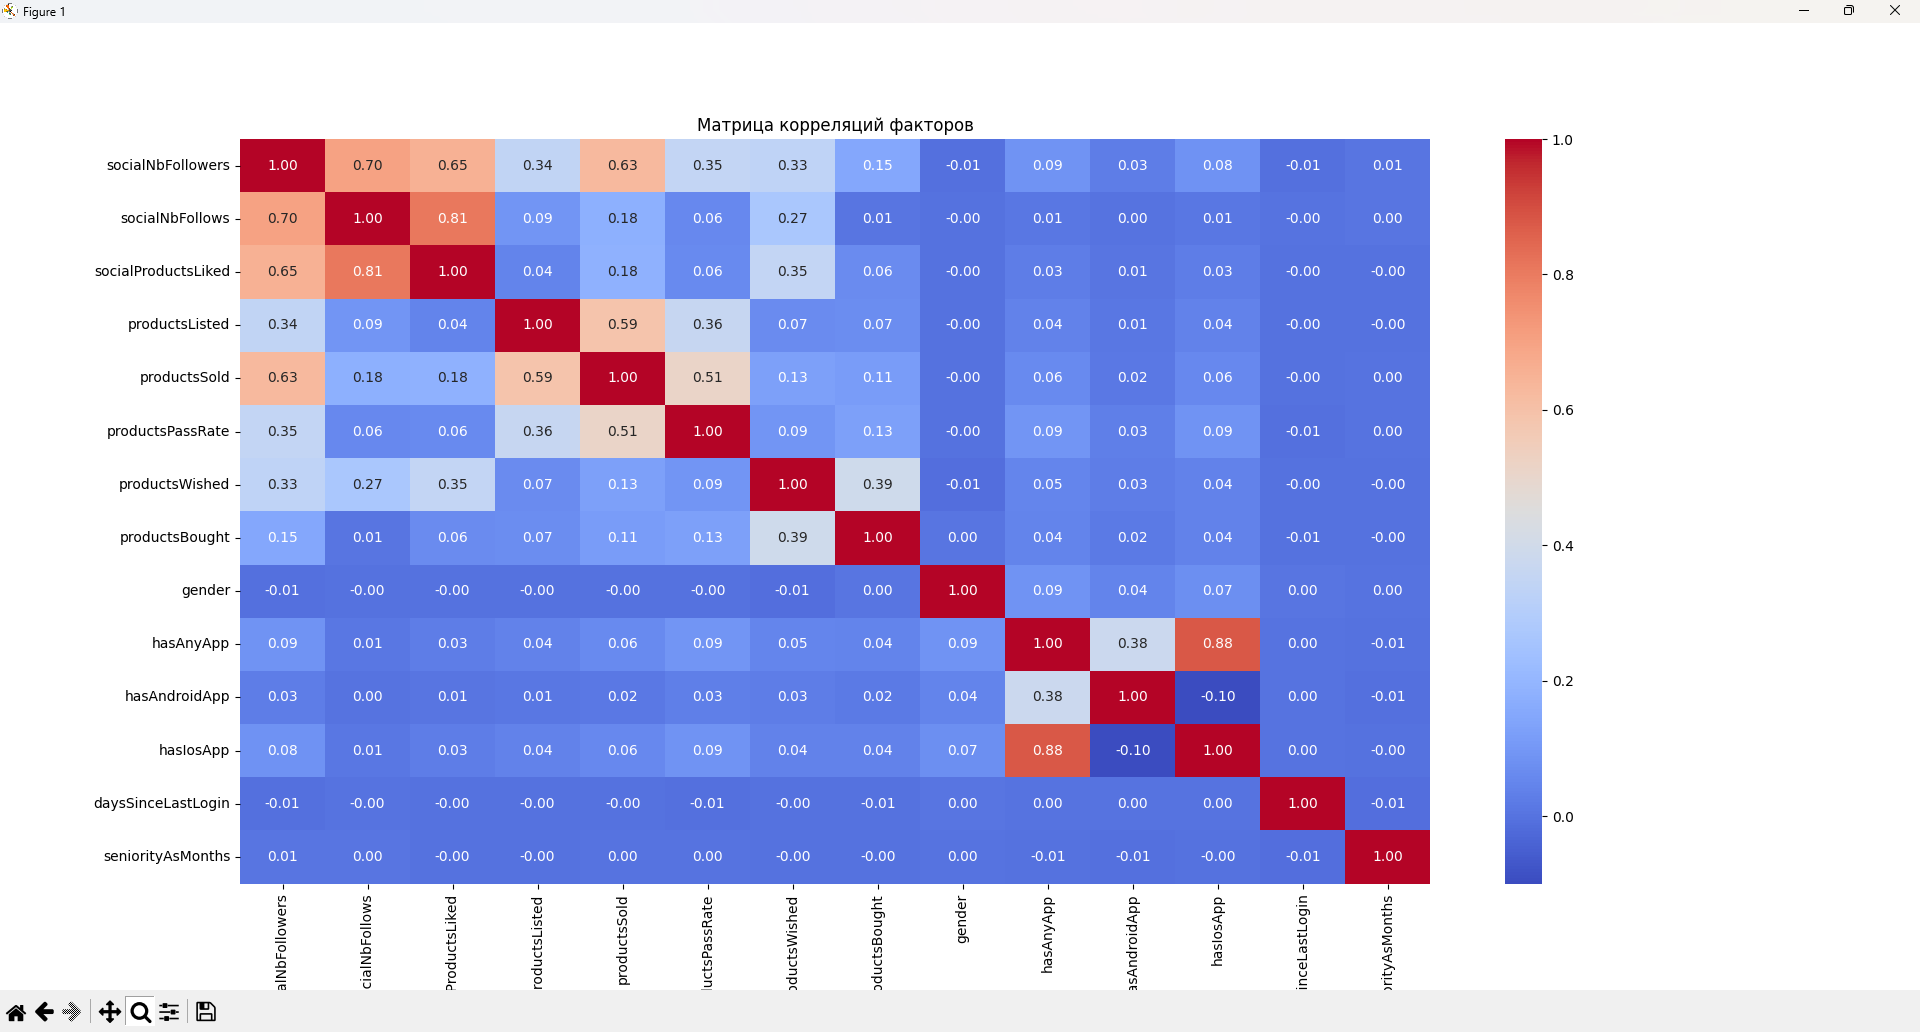 Figure 1
Матрица корреляций факторов
socialNbFollowers 1.00 0.70 0.65 0.34 0.63 0.35 0.33 0.15 -0.01 0.09 0.03 0.08 -0.01 0.01
socialNbFollows 0.70 1.00 0.81 0.09 0.18 0.06 0.27 0.01 -0.00 0.01 0.00 0.01 -0.00 0.00
socialProductsLiked 0.65 0.81 1.00 0.04 0.18 0.06 0.35 0.06 -0.00 0.03 0.01 0.03 -0.00 -0.00
productsListed 0.34 0.09 0.04 1.00 0.59 0.36 0.07 0.07 -0.00 0.04 0.01 0.04 -0.00 -0.00
productsSold 0.63 0.18 0.18 0.59 1.00 0.51 0.13 0.11 -0.00 0.06 0.02 0.06 -0.00 0.00
productsPassRate 0.35 0.06 0.06 0.36 0.51 1.00 0.09 0.13 -0.00 0.09 0.03 0.09 -0.01 0.00
productsWished 0.33 0.27 0.35 0.07 0.13 0.09 1.00 0.39 -0.01 0.05 0.03 0.04 -0.00 -0.00
productsBought 0.15 0.01 0.06 0.07 0.11 0.13 0.39 1.00 0.00 0.04 0.02 0.04 -0.01 -0.00
gender -0.01 -0.00 -0.00 -0.00 -0.00 -0.00 -0.01 0.00 1.00 0.09 0.04 0.07 0.00 0.00
hasAnyApp 0.09 0.01 0.03 0.04 0.06 0.09 0.05 0.04 0.09 1.00 0.38 0.88 0.00 -0.01
hasAndroidApp 0.03 0.00 0.01 0.01 0.02 0.03 0.03 0.02 0.04 0.38 1.00 -0.10 0.00 -0.01
hasIosApp 0.08 0.01 0.03 0.04 0.06 0.09 0.04 0.04 0.07 0.88 -0.10 1.00 0.00 -0.00
daysSinceLastLogin -0.01 -0.00 -0.00 -0.00 -0.00 -0.01 -0.00 -0.01 0.00 0.00 0.00 0.00 1.00 -0.01
seniorityAsMonths 0.01 0.00 -0.00 -0.00 0.00 0.00 -0.00 -0.00 0.00 -0.01 -0.01 -0.00 -0.01 1.00
alNbFollowers
cialNbFollows
ProductsLiked
roductsListed
productsSold
uctsPassRate
oductsWished
oductsBought
gender
hasAnyApp
asAndroidApp
hasIosApp
inceLastLogin
orityAsMonths
1.0
0.8
0.6
0.4
0.2
0.0